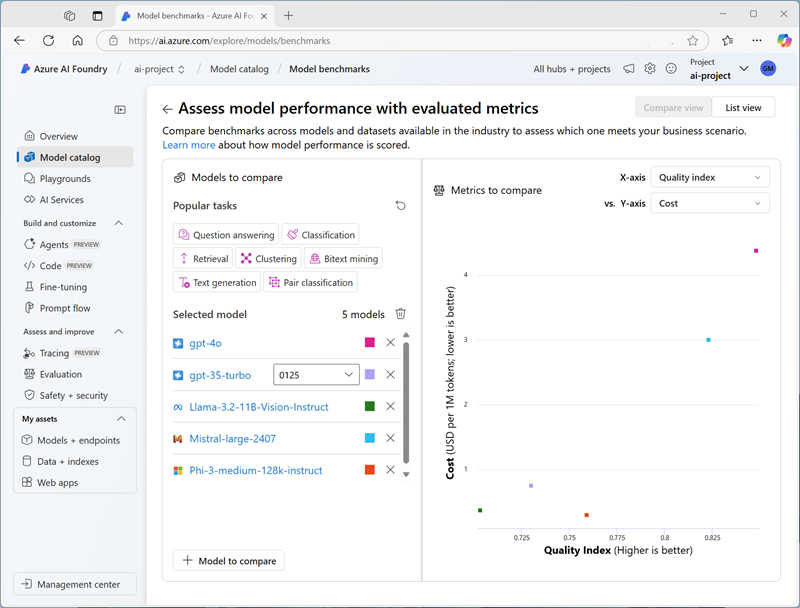 Model benchmarks - Azure AI Fou
https://ai.azure.com/explore/models/benchmarks
Azure AI Foundry / ai-project / Model catalog / Model benchmarks
All hubs + projects
Project
ai-project
GM
Overview
Model catalog
Playgrounds
AI Services
Build and customize
Agents PREVIEW
Code PREVIEW
Fine-tuning
Prompt flow
Assess and improve
Tracing PREVIEW
Evaluation
Safety + security
My assets
Models + endpoints
Data + indexes
Web apps
Management center
Assess model performance with evaluated metrics
Compare view
List view
Compare benchmarks across models and datasets available in the industry to assess which one meets your business scenario.
Learn more about how model performance is scored.
Models to compare
Popular tasks
Question answering
Classification
Retrieval
Clustering
Bitext mining
Text generation
Pair classification
Selected model
5 models
gpt-4o
gpt-35-turbo
0125
Llama-3.2-11B-Vision-Instruct
Mistral-large-2407
Phi-3-medium-128k-instruct
Model to compare
Metrics to compare
X-axis
Quality index
vs. Y-axis
Cost
Cost (USD per 1M tokens; lower is better)
4
3
2
1
0.725
0.75
0.775
0.8
0.825
Quality Index (Higher is better)